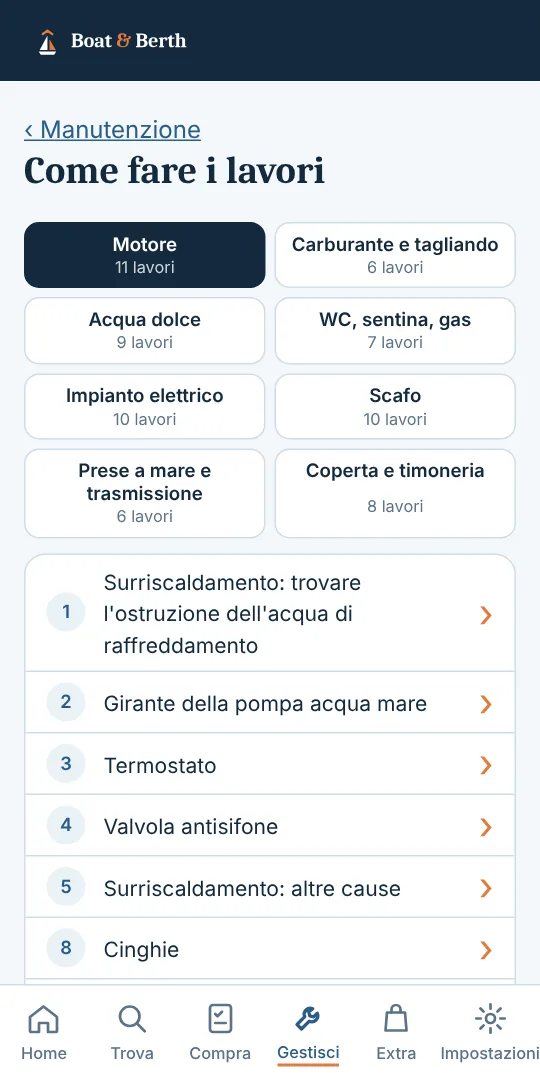 Boat & Berth
‹ Manutenzione
Come fare i lavori
Motore
11 lavori
Carburante e tagliando
6 lavori
Acqua dolce
9 lavori
WC, sentina, gas
7 lavori
Impianto elettrico
10 lavori
Scafo
10 lavori
Prese a mare e
trasmissione
6 lavori
Coperta e timoneria
8 lavori
1
Surriscaldamento: trovare
l'ostruzione dell'acqua di
raffreddamento
2 Girante della pompa acqua mare
3 Termostato
4 Valvola antisifone
5 Surriscaldamento: altre cause
8 Cinghie
Home Trova Compra Gestisci Extra Impostazioni